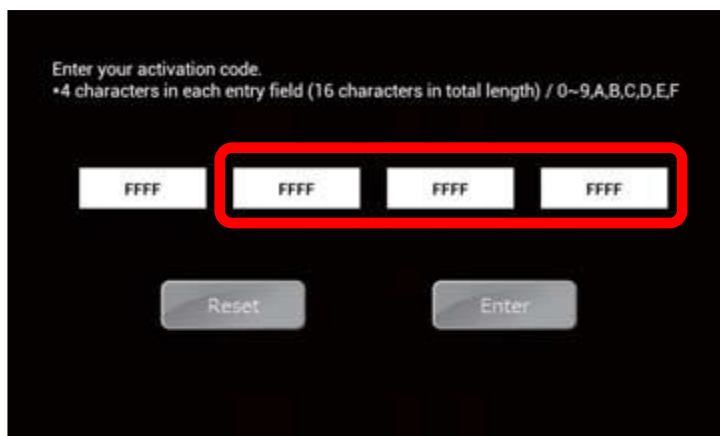 Enter your activation code.
•4 characters in each entry field (16 characters in total length) / 0~9,A,B,C,D,E,F
FFFF FFFF FFFF FFFF
Reset Enter